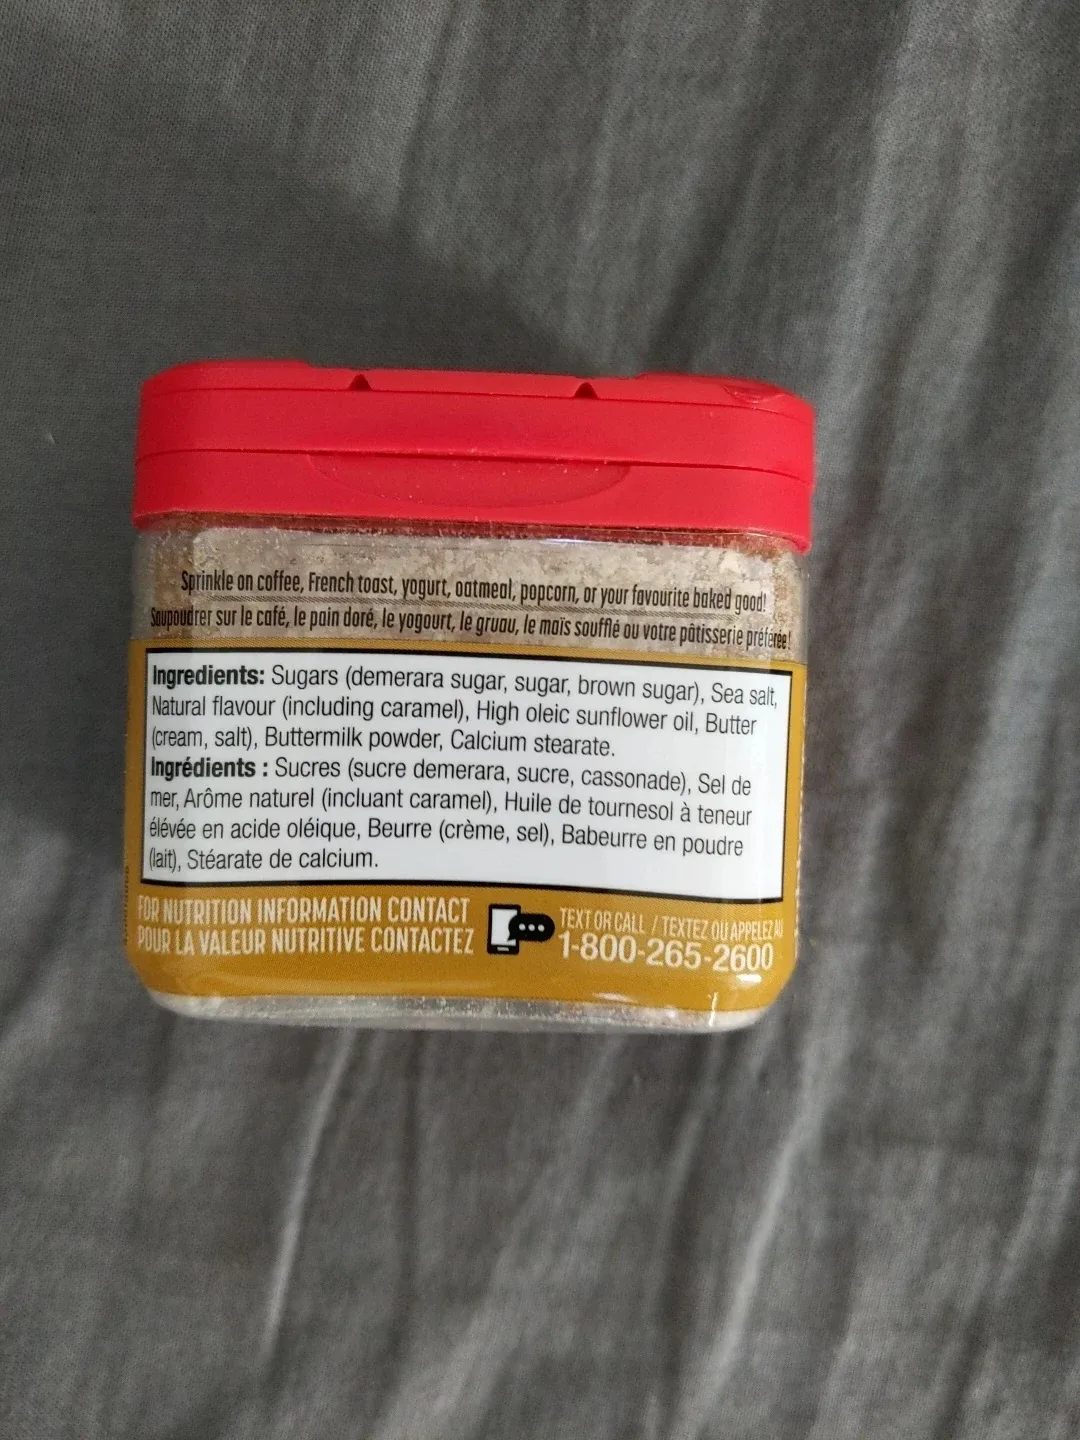 Sprinkle on coffee, French toast, yogurt, oatmeal, popcorn, or your favourite baked good!
Saupoudrer sur le café, le pain doré, le yogourt, le gruau, le maïs soufflé ou votre pâtisserie préférée!
Ingredients: Sugars (demerara sugar, sugar, brown sugar), Sea salt,
Natural flavour (including caramel), High oleic sunflower oil, Butter
(cream, salt), Buttermilk powder, Calcium stearate.
Ingrédients : Sucres (sucre demerara, sucre, cassonade), Sel de
mer, Arôme naturel (incluant caramel), Huile de tournesol à teneur
élévée en acide oléique, Beurre (crème, sel), Babeurre en poudre
(lait), Stéarate de calcium.
FOR NUTRITION INFORMATION CONTACT
POUR LA VALEUR NUTRITIVE CONTACTEZ
TEXT OR CALL / TEXTEZ OU APPELEZ AU
1-800-265-2600